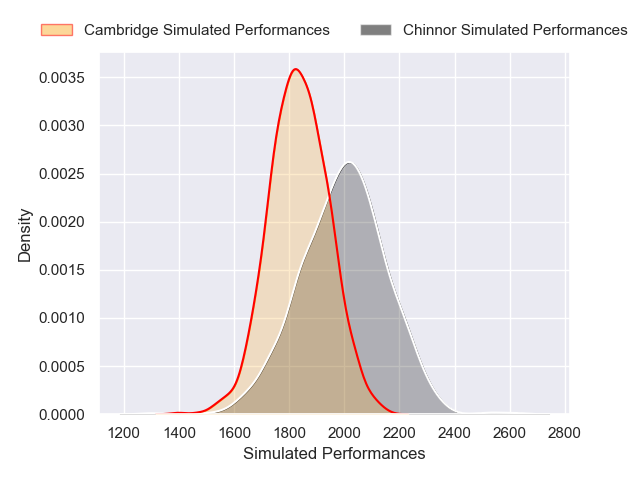 Cambridge Simulated Performances Chinnor Simulated Performances
0.0035
0.0030
0.0025
0.0020
0.0015
0.0010
0.0005
0.0000
Density
1200 1400 1600 1800 2000 2200 2400 2600 2800
Simulated Performances